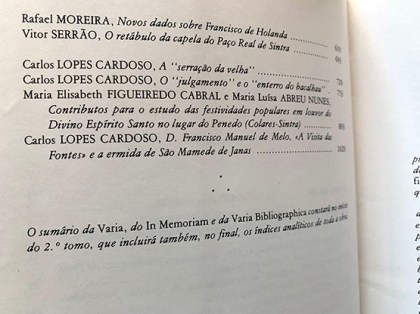 Rafael MOREIRA, Novos dados sobre Francisco de Holanda
Vitor SERRÃO, O retábulo da capela do Paço Real de Sintra
Carlos LOPES CARDOSO, A "serração da velha"
Carlos LOPES CARDOSO, O "julgamento" e o "enterro do bacalhau"
Maria Elisabeth FIGUEIREDO CABRAL e Maria Luísa ABREU NUNES,
Contributos para o estudo das festividades populares em louvor do
Divino Espírito Santo no lugar do Penedo (Colares-Sintra)
Carlos LOPES CARDOSO, D. Francisco Manuel de Melo, «A Visita das
Fontes» e a ermida de São Mamede de Janas
O sumário da Varia, do In Memoriam e da Varia Bibliographica constará no início
do 2.º tomo, que incluirá também, no final, os índices analíticos de toda a obra.